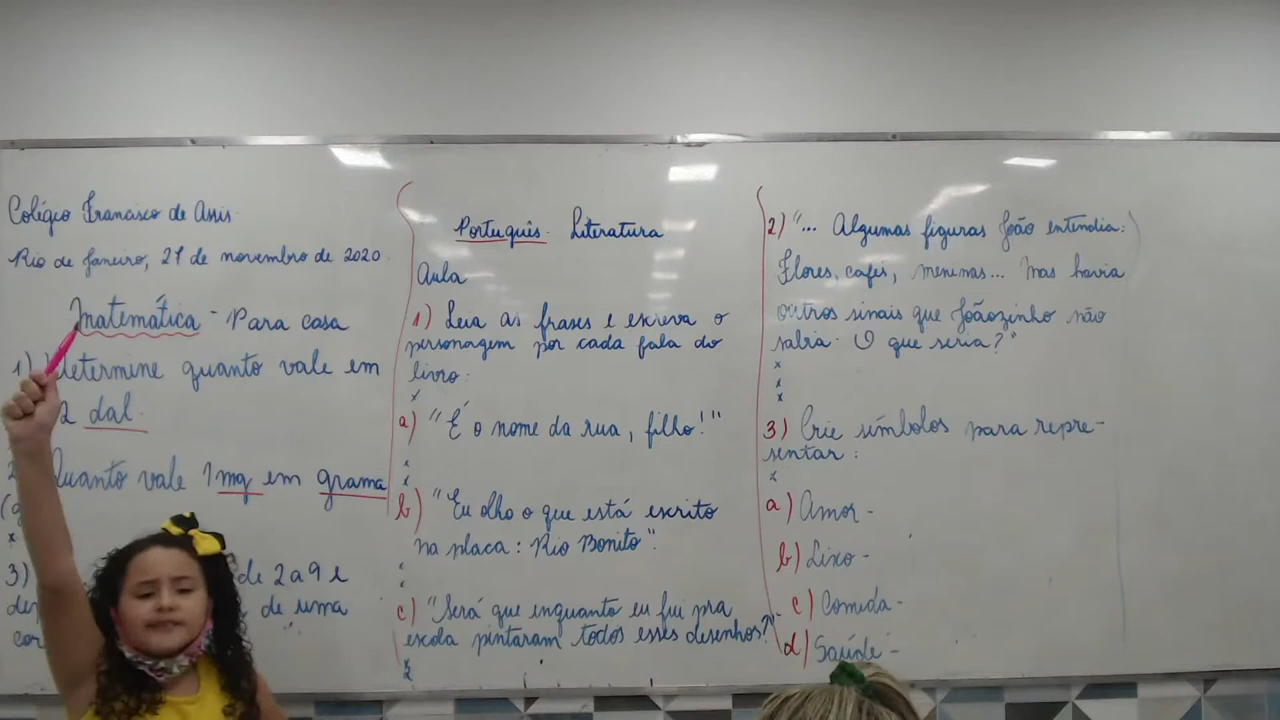 Colégio Francisco de Assis
Rio de Janeiro, 27 de novembro de 2020
Matemática - Para casa
1) Determine quanto vale em
2 dal.
Quanto vale 1mg em grama
3) de 2 a 9 e
de uma
Português - Literatura
Aula
1) Leia as frases e escreva o
personagem por cada fala do
livro:
x
a) "É o nome da rua, filho!"
x
x
b) "Eu olho o que está escrito
na placa: Rio Bonito".
x
x
c) "Será que enquanto eu fui pra
escola pintaram todos esses desenhos?"
x
x
2) "... Algumas figuras João entendia:
Flores, cafés, meninas... Mas havia
outros sinais que Joãozinho não
sabia. O que seria?"
x
x
x
3) Crie símbolos para repre-
sentar:
x
a) Amor -
b) Lixo -
c) Comida -
d) Saúde -